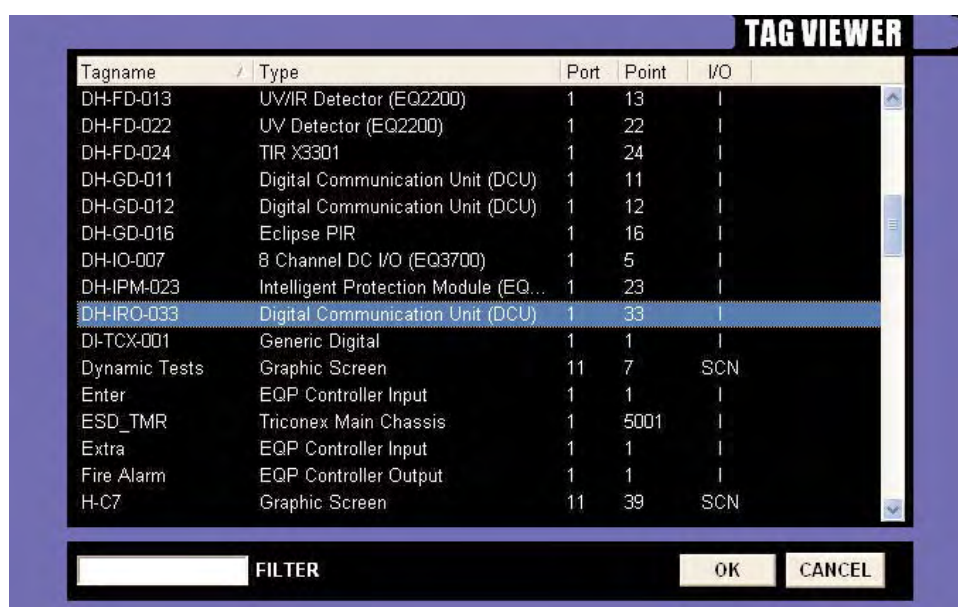 TAG VIEWER
Tagname / Type Port Point I/O
DH-FD-013 UV/IR Detector (EQ2200) 1 13 I
DH-FD-022 UV Detector (EQ2200) 1 22 I
DH-FD-024 TIR X3301 1 24 I
DH-GD-011 Digital Communication Unit (DCU) 1 11 I
DH-GD-012 Digital Communication Unit (DCU) 1 12 I
DH-GD-016 Eclipse PIR 1 16 I
DH-IO-007 8 Channel DC I/O (EQ3700) 1 5 I
DH-IPM-023 Intelligent Protection Module (EQ... 1 23 I
DH-IRO-033 Digital Communication Unit (DCU) 1 33 I
DI-TCX-001 Generic Digital 1 1 I
Dynamic Tests Graphic Screen 11 7 SCN
Enter EQP Controller Input 1 1 I
ESD_TMR Triconex Main Chassis 1 5001 I
Extra EQP Controller Input 1 1 I
Fire Alarm EQP Controller Output 1 1 I
H-C7 Graphic Screen 11 39 SCN
FILTER OK CANCEL